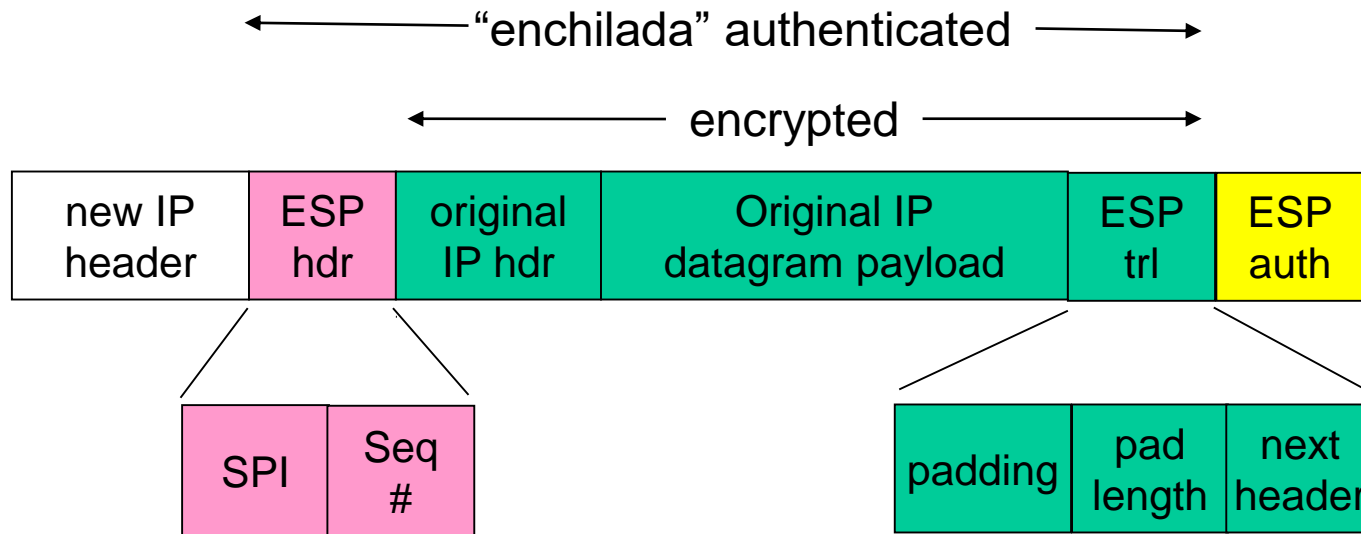 “enchilada” authenticated
encrypted
new IP
header
ESP
hdr
original
IP hdr
Original IP
datagram payload
ESP
trl
ESP
auth
SPI
Seq
#
padding
pad
length
next
header